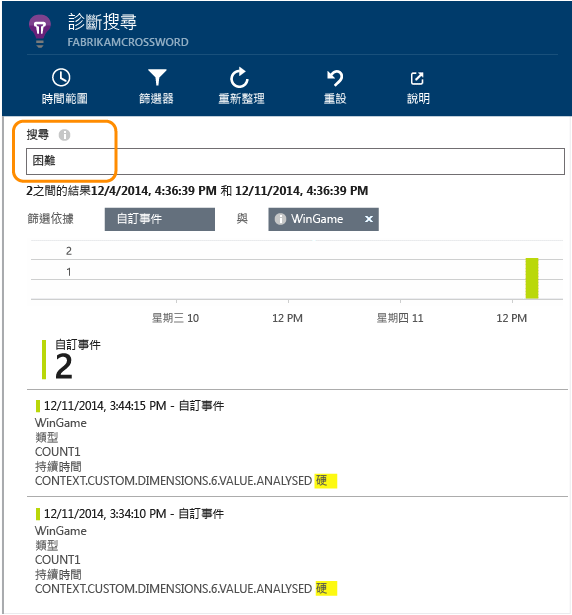 診斷搜尋
FABRIKAMCROSSWORD
時間範圍 篩選器 重新整理 重設 說明
搜尋
困難
2之間的結果12/4/2014, 4:36:39 PM 和 12/11/2014, 4:36:39 PM
篩選依據 自訂事件 與 WinGame ×
2
1
星期三 10 12 PM 星期四 11 12 PM
自訂事件
2
12/11/2014, 3:44:15 PM - 自訂事件
WinGame
類型
COUNT1
持續時間
CONTEXT.CUSTOM.DIMENSIONS.6.VALUE.ANALYSED 硬
12/11/2014, 3:34:10 PM - 自訂事件
WinGame
類型
COUNT1
持續時間
CONTEXT.CUSTOM.DIMENSIONS.6.VALUE.ANALYSED 硬